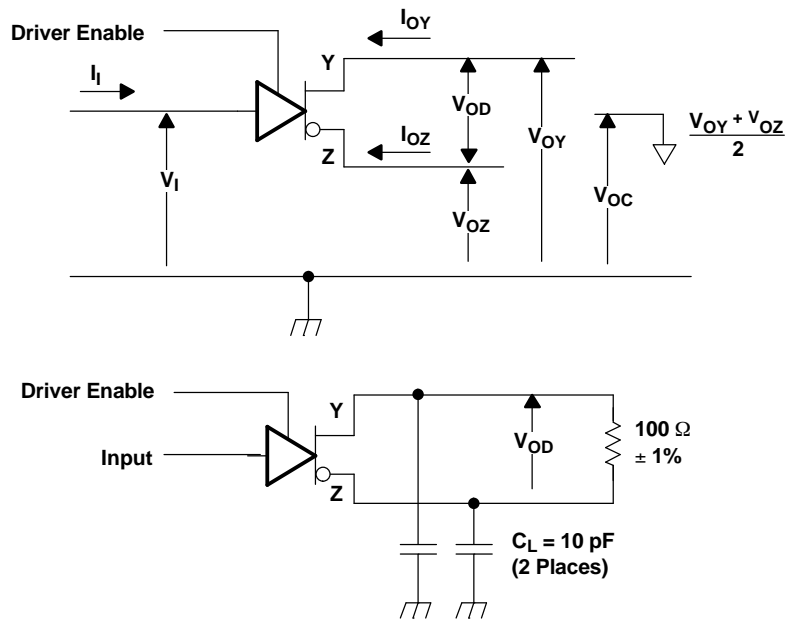 Driver Enable
I_I
I_OY
Y
V_OD
V_OY
V_OY + V_OZ
2
I_OZ
Z
V_I
V_OZ
V_OC
Driver Enable
Y
Input
V_OD
100 Ω
± 1%
Z
C_L = 10 pF
(2 Places)